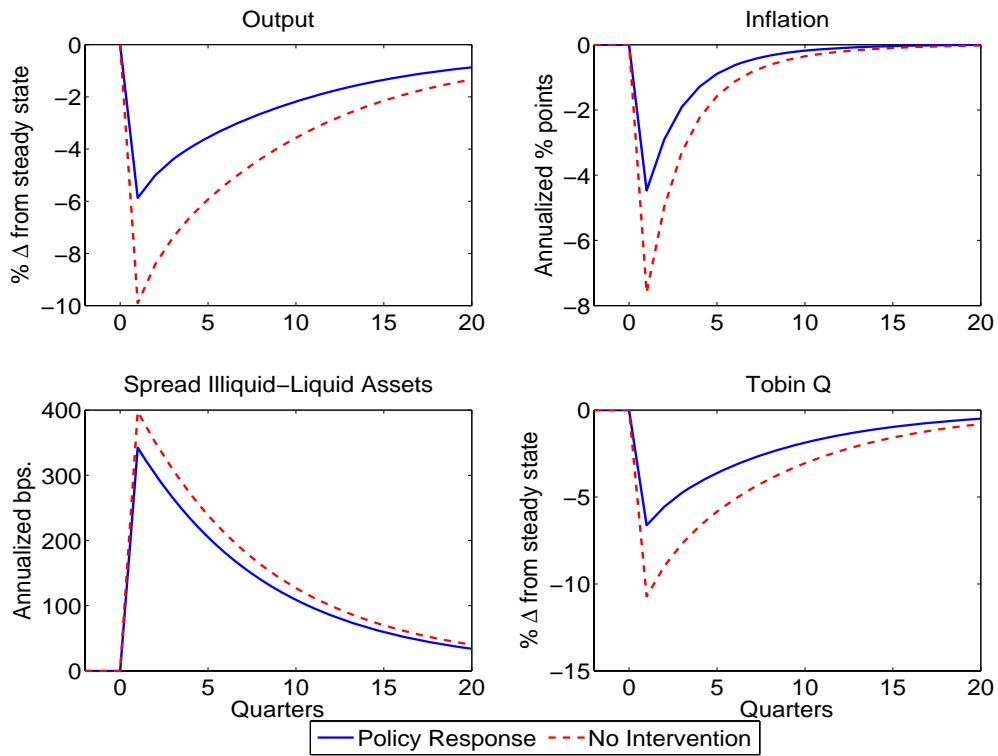 Output
0
−2
−4
−6
−8
−10
% Δ from steady state
0 5 10 15 20
Inflation
0
−2
−4
−6
−8
Annualized % points
0 5 10 15 20
Spread Illiquid−Liquid Assets
400
300
200
100
0
Annualized bps.
0 5 10 15 20
Quarters
Tobin Q
0
−5
−10
−15
% Δ from steady state
0 5 10 15 20
Quarters
Policy Response No Intervention